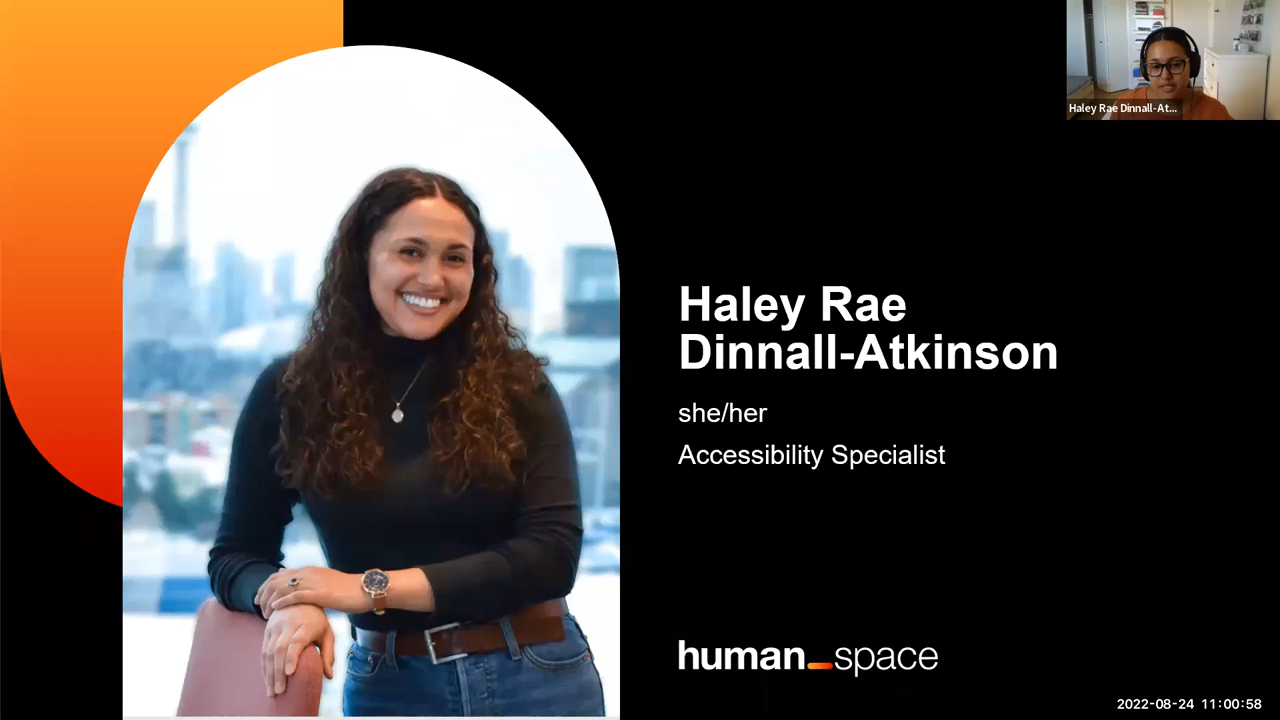 Haley Rae Dinnall-At...
Haley Rae
Dinnall-Atkinson
she/her
Accessibility Specialist
human_space
2022-08-24 11:00:58